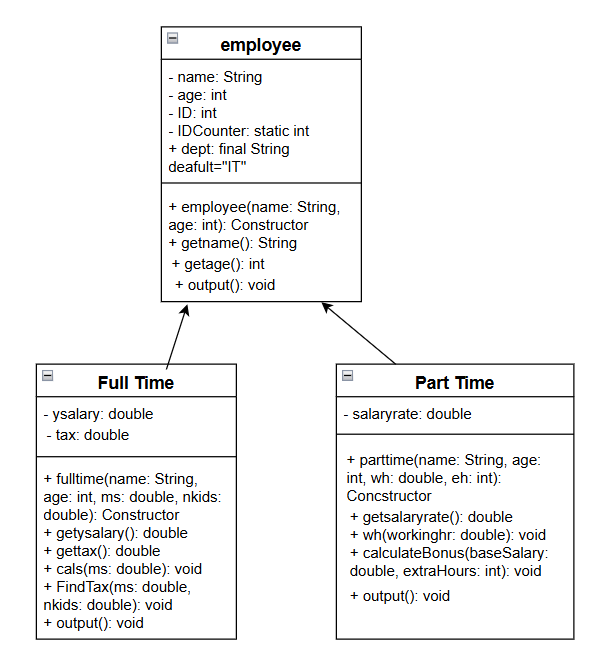 employee
- name: String
- age: int
- ID: int
- IDCounter: static int
+ dept: final String
deafult="IT"
+ employee(name: String,
age: int): Constructor
+ getname(): String
+ getage(): int
+ output(): void
Full Time
- ysalary: double
- tax: double
+ fulltime(name: String,
age: int, ms: double, nkids:
double): Constructor
+ getysalary(): double
+ gettax(): double
+ cals(ms: double): void
+ FindTax(ms: double,
nkids: double): void
+ output(): void
Part Time
- salaryrate: double
+ parttime(name: String, age:
int, wh: double, eh: int):
Concstructor
+ getsalaryrate(): double
+ wh(workinghr: double): void
+ calculateBonus(baseSalary:
double, extraHours: int): void
+ output(): void